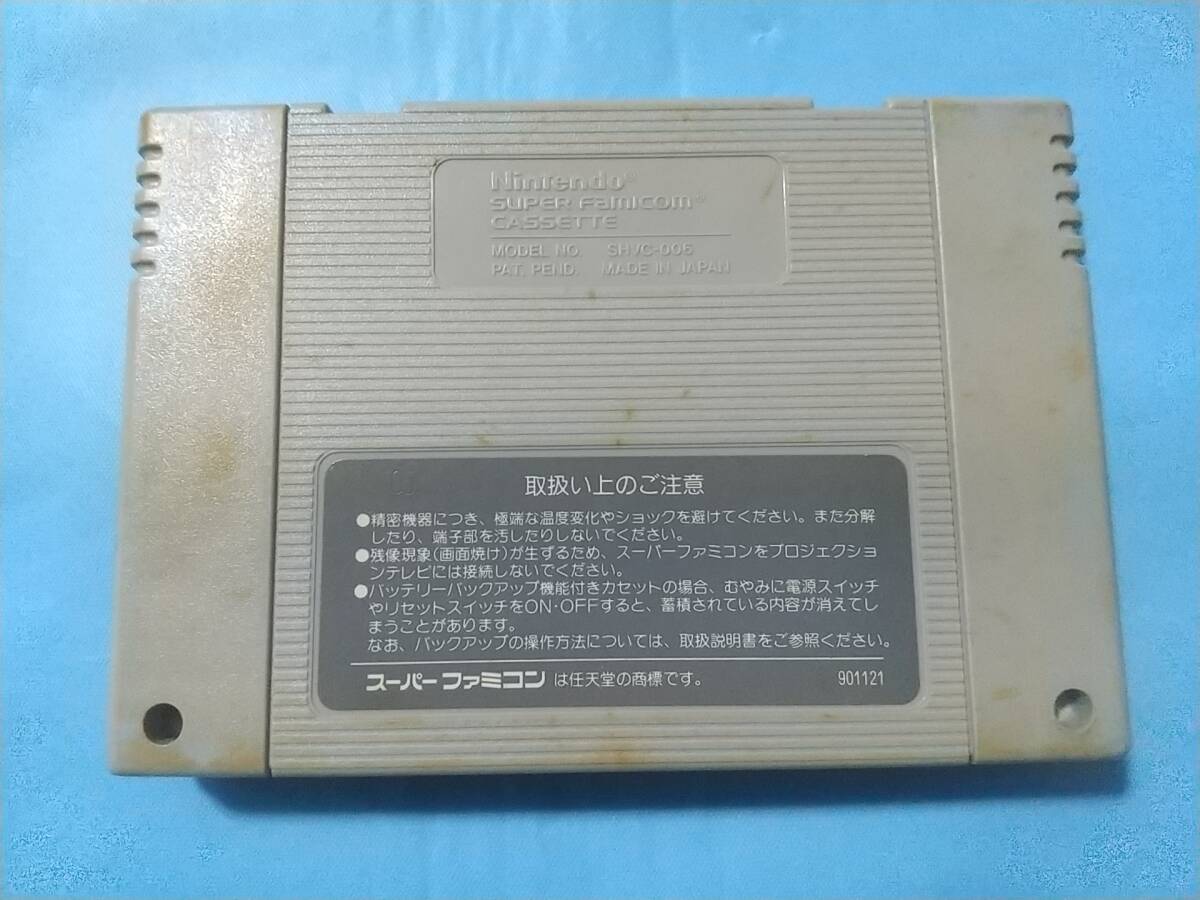 Nintendo®
SUPER FAMICOM®
CASSETTE
MODEL NO. SHVC-006
PAT. PEND. MADE IN JAPAN
取扱い上のご注意
●精密機器につき、極端な温度変化やショックを避けてください。また分解
したり、端子部を汚したりしないでください。
●残像現象(画面焼け)が生ずるため、スーパーファミコンをプロジェクショ
ンテレビには接続しないでください。
●バッテリーバックアップ機能付きカセットの場合、むやみに電源スイッチ
やリセットスイッチをON・OFFすると、蓄積されている内容が消えてし
まうことがあります。
なお、バックアップの操作方法については、取扱説明書をご参照ください。
スーパーファミコン は任天堂の商標です。 901121